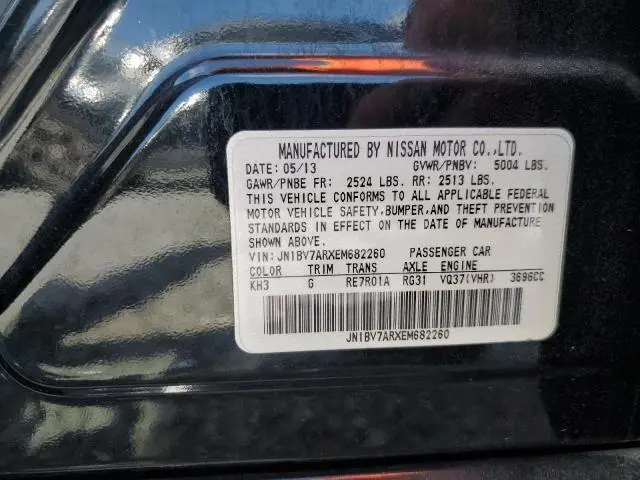 MANUFACTURED BY NISSAN MOTOR CO.,LTD.
DATE: 05/13 GVWR/PNBV: 5004 LBS.
GAWR/PNBE FR: 2524 LBS. RR: 2513 LBS.
THIS VEHICLE CONFORMS TO ALL APPLICABLE FEDERAL
MOTOR VEHICLE SAFETY,BUMPER,AND THEFT PREVENTION
STANDARDS IN EFFECT ON THE DATE OF MANUFACTURE
SHOWN ABOVE.
VIN: JN1BV7ARXEM682260 PASSENGER CAR
COLOR TRIM TRANS AXLE ENGINE
KH3 G RE7R01A RG31 VQ37(VHR) 3696CC
JN1BV7ARXEM682260